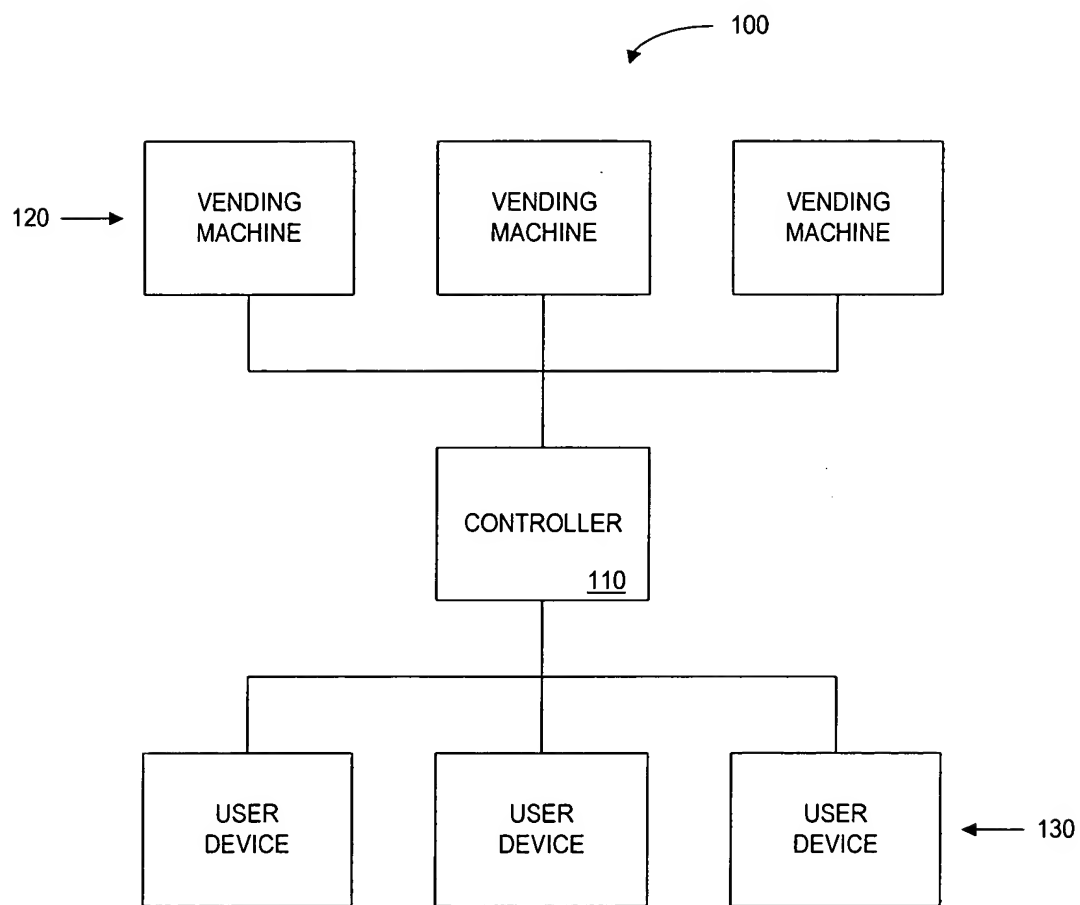 100
120
VENDING
MACHINE
VENDING
MACHINE
VENDING
MACHINE
CONTROLLER
110
USER
DEVICE
USER
DEVICE
USER
DEVICE
130